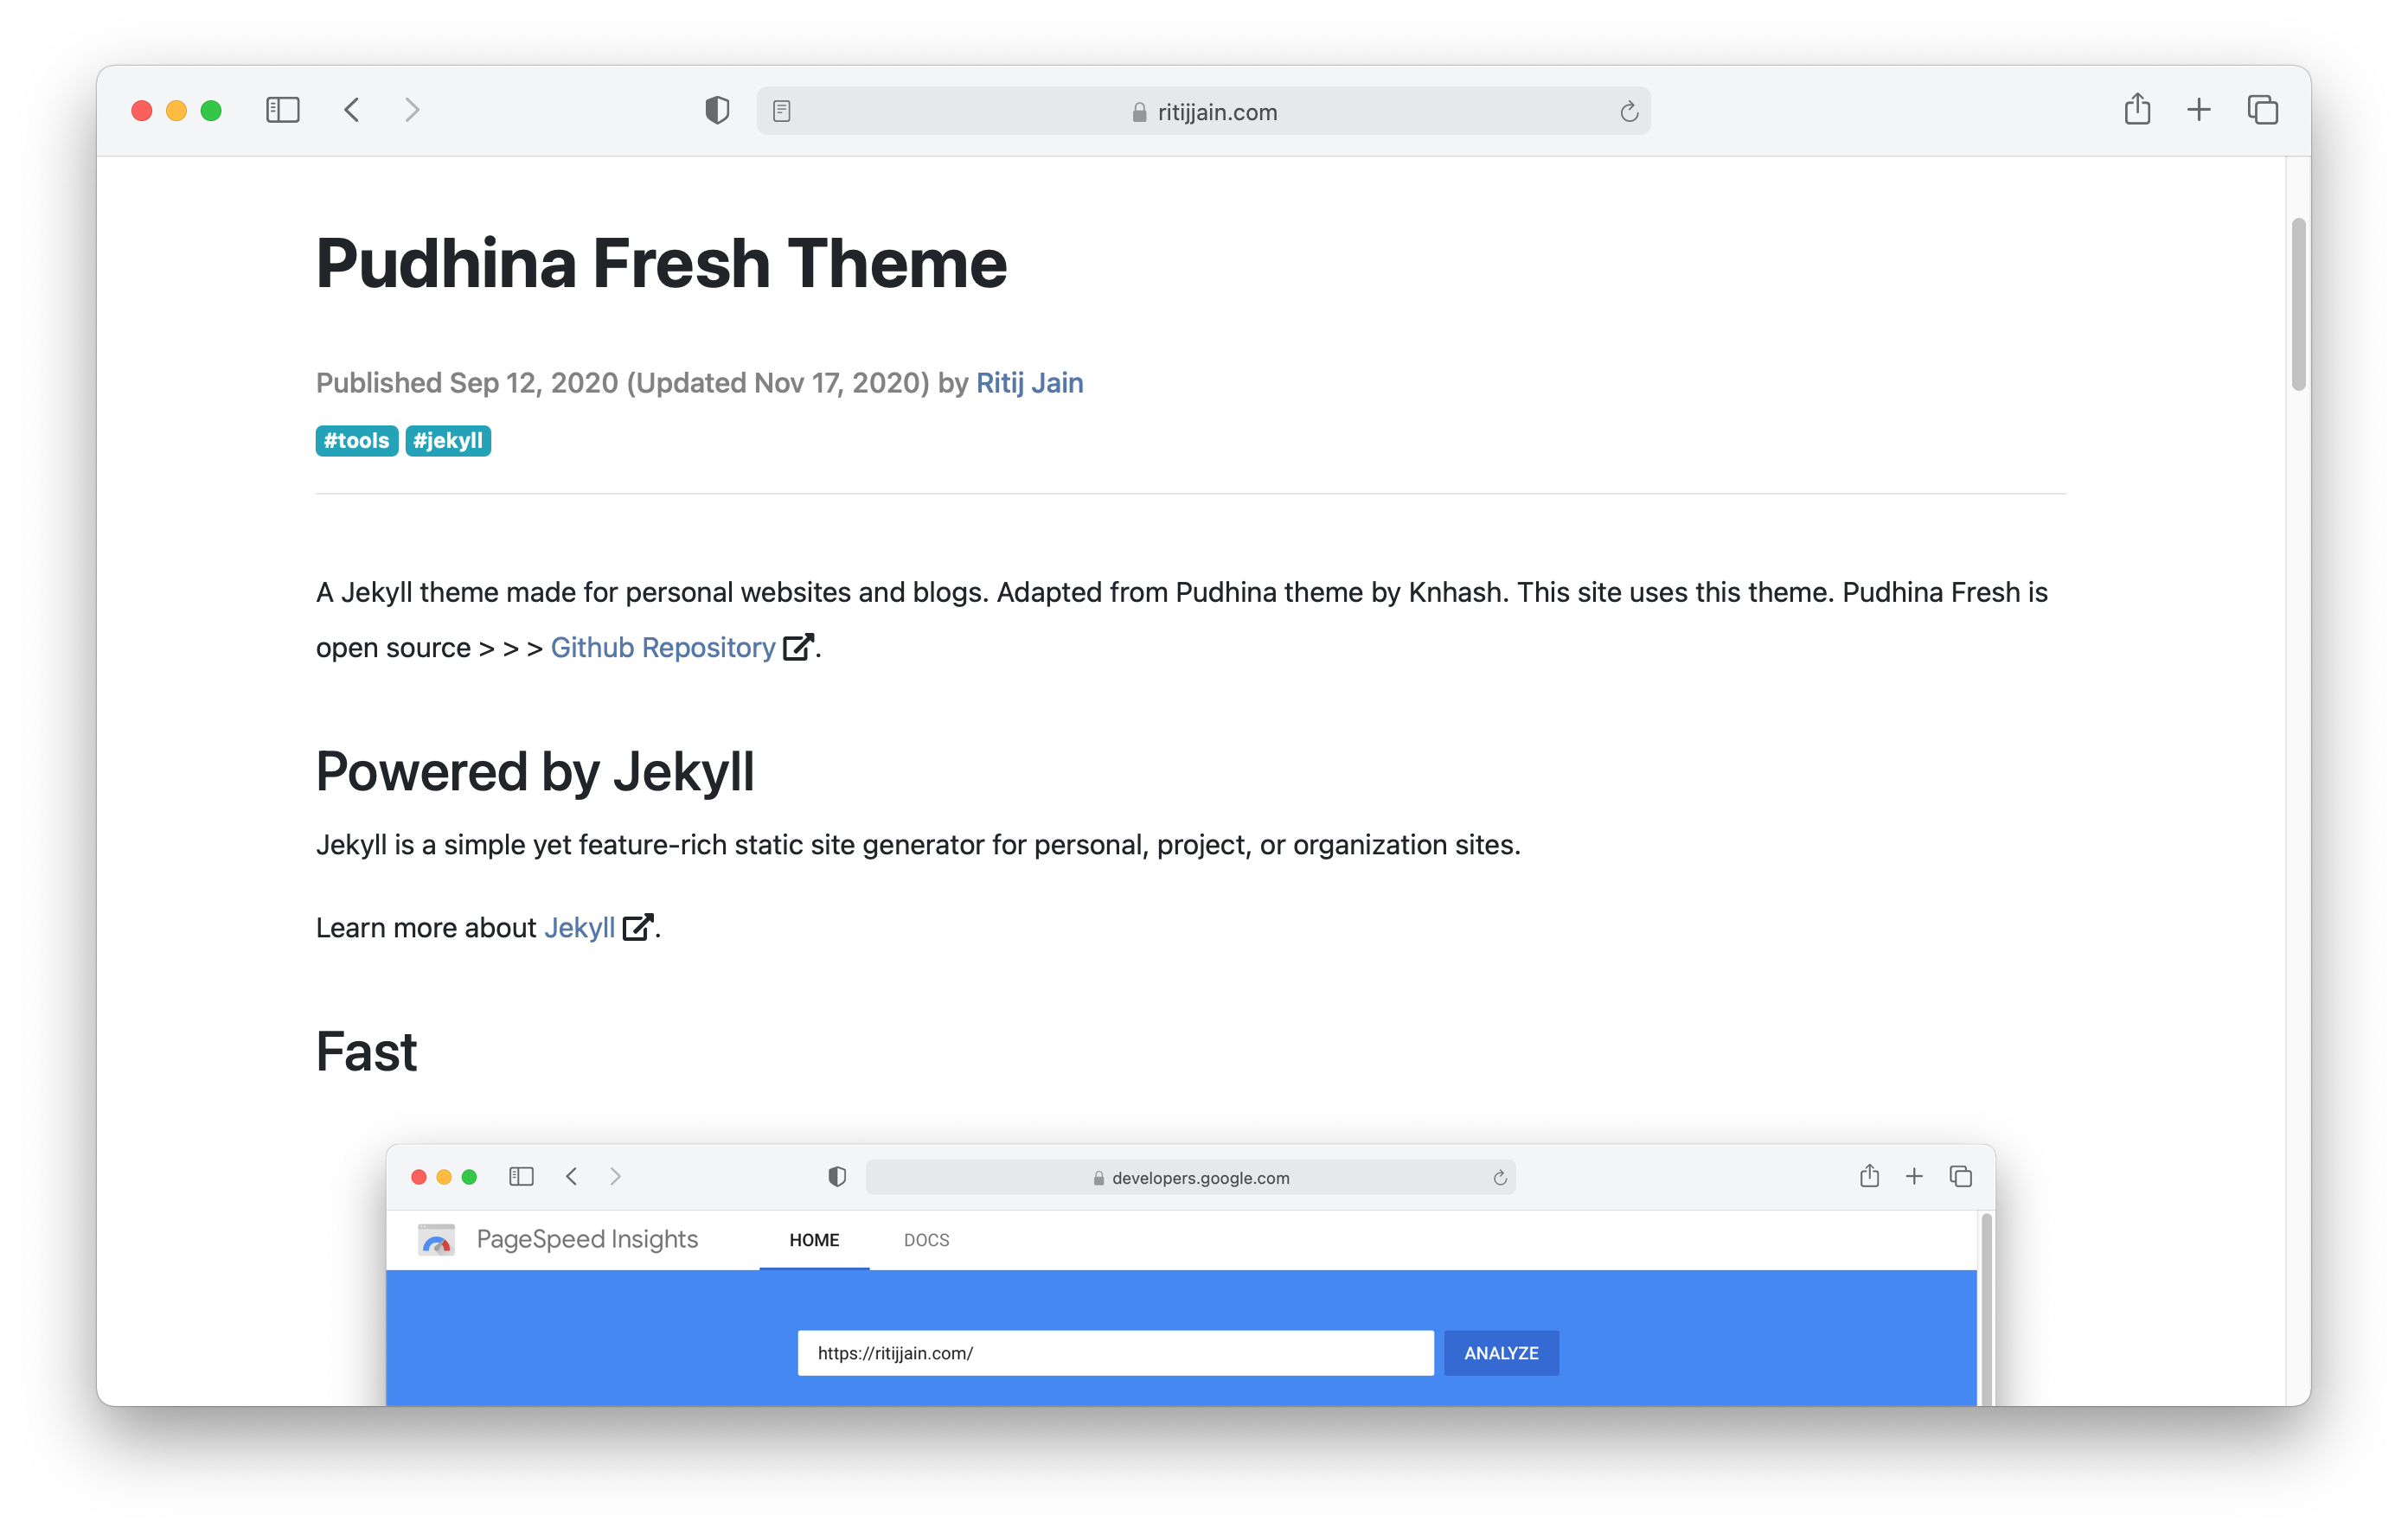 ritijjain.com
Pudhina Fresh Theme
Published Sep 12, 2020 (Updated Nov 17, 2020) by Ritij Jain
#tools #jekyll
A Jekyll theme made for personal websites and blogs. Adapted from Pudhina theme by Knhash. This site uses this theme. Pudhina Fresh is
open source > > > Github Repository.
Powered by Jekyll
Jekyll is a simple yet feature-rich static site generator for personal, project, or organization sites.
Learn more about Jekyll.
Fast
developers.google.com
PageSpeed Insights HOME DOCS
https://ritijjain.com/ ANALYZE